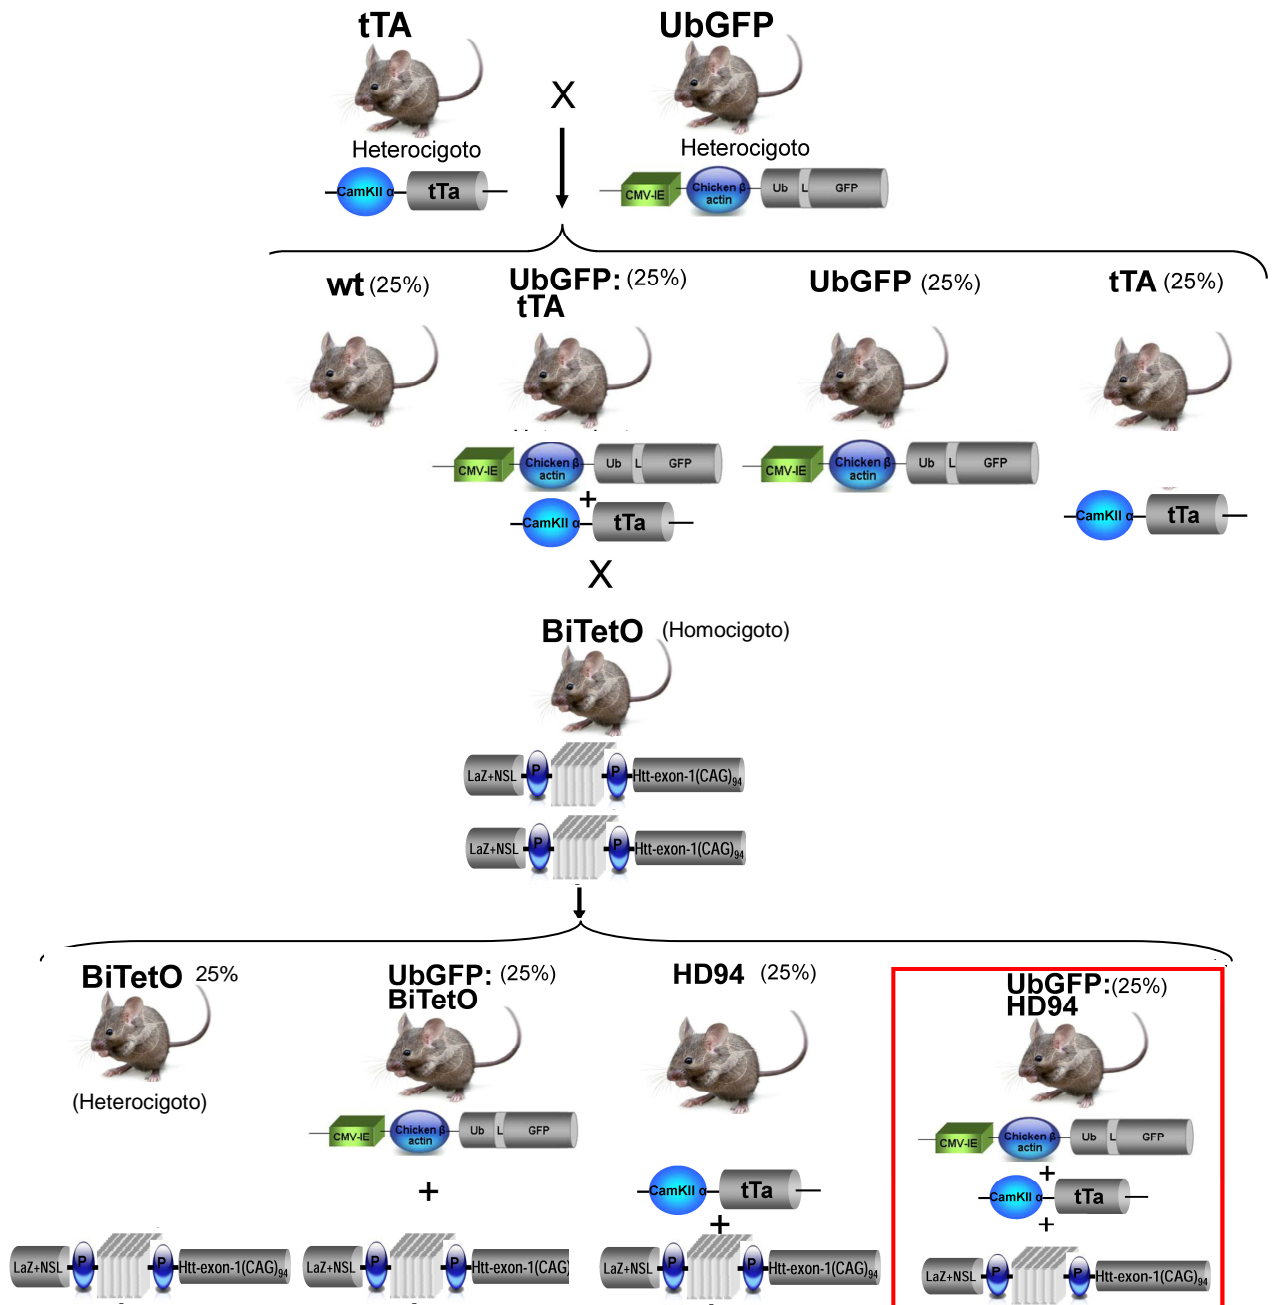 tTA
UbGFP
X
Heterocigoto
Heterocigoto
CamKII α
tTa
CMV-IE
Chicken β
actin
Ub
L
GFP
wt (25%)
UbGFP: (25%)
tTA
UbGFP (25%)
tTA (25%)
CMV-IE
Chicken β
actin
Ub
L
GFP
+
CamKII α
tTa
CMV-IE
Chicken β
actin
Ub
L
GFP
CamKII α
tTa
X
BiTetO (Homocigoto)
LaZ+NSL
P
P
Htt-exon-1(CAG)94
LaZ+NSL
P
P
Htt-exon-1(CAG)94
BiTetO 25%
(Heterocigoto)
UbGFP: (25%)
BiTetO
HD94 (25%)
UbGFP: (25%)
HD94
CMV-IE
Chicken β
actin
Ub
L
GFP
+
CamKII α
tTa
+
CMV-IE
Chicken β
actin
Ub
L
GFP
+
CamKII α
tTa
+
LaZ+NSL
P
P
Htt-exon-1(CAG)94
LaZ+NSL
P
P
Htt-exon-1(CAG)
LaZ+NSL
P
P
Htt-exon-1(CAG)94
LaZ+NSL
P
P
Htt-exon-1(CAG)94